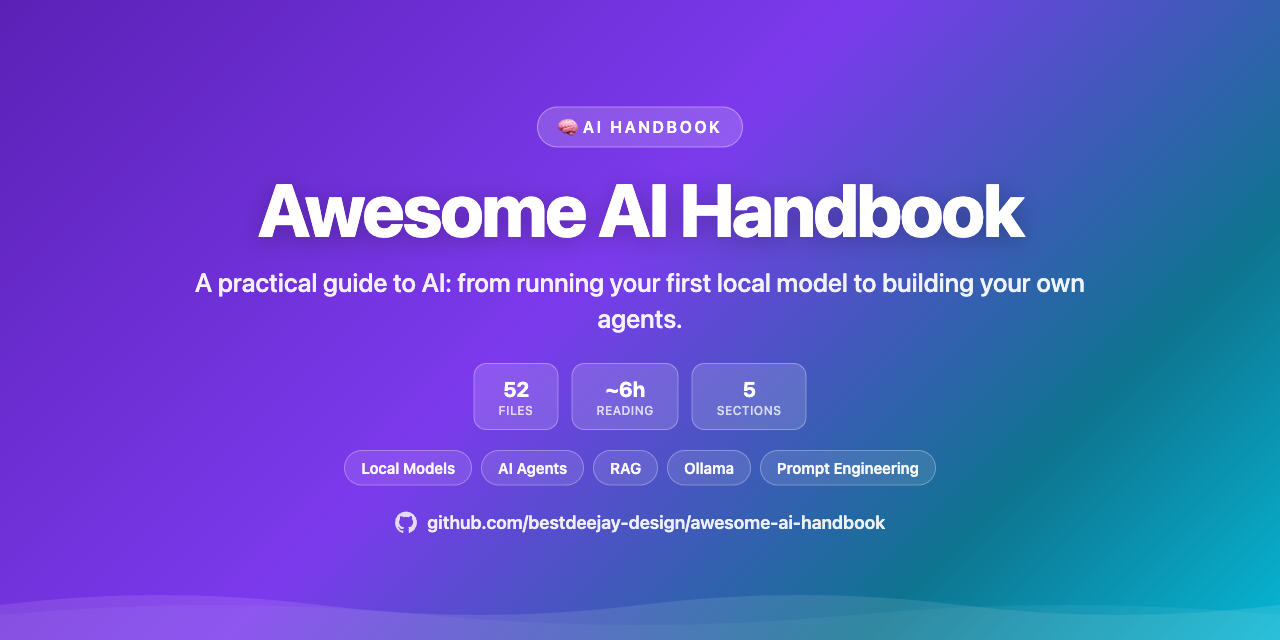 🧠 AI HANDBOOK
Awesome AI Handbook
A practical guide to AI: from running your first local model to building your own
agents.
52
FILES
~6h
READING
5
SECTIONS
Local Models
AI Agents
RAG
Ollama
Prompt Engineering
github.com/bestdeejay-design/awesome-ai-handbook